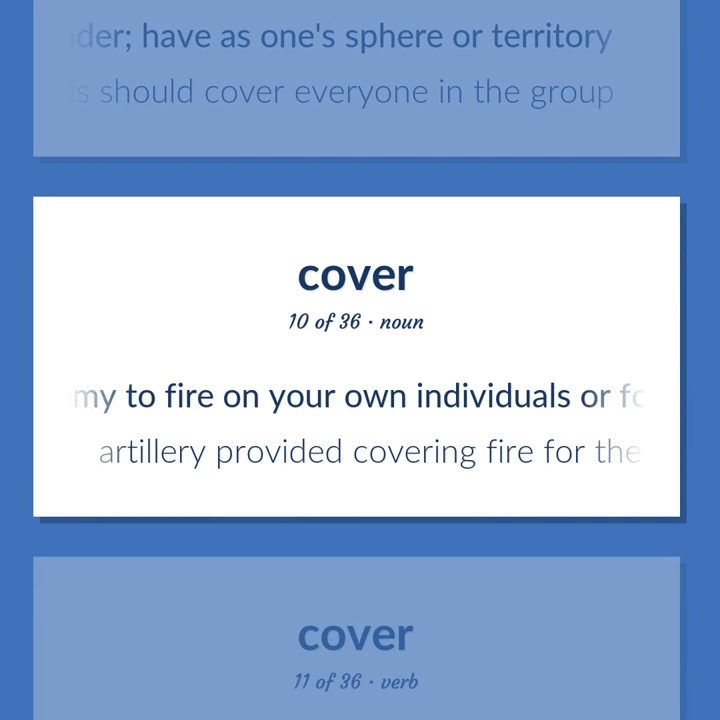 der; have as one's sphere or territory
is should cover everyone in the group
cover
10 of 36 · noun
my to fire on your own individuals or fo
artillery provided covering fire for the
cover
11 of 36 · verb